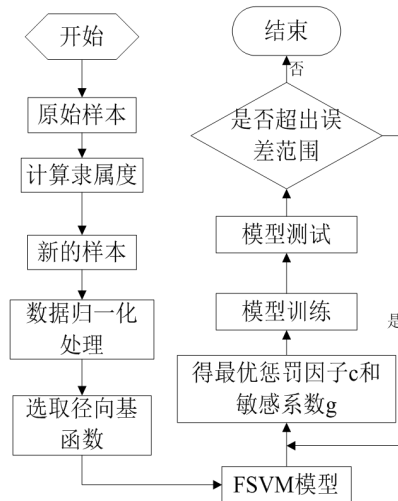 开始
原始样本
计算隶属度
新的样本
数据归一化
处理
选取径向基
函数
FSVM模型
得最优惩罚因子c和
敏感系数g
模型训练
模型测试
是否超出误
差范围
是
否
结束